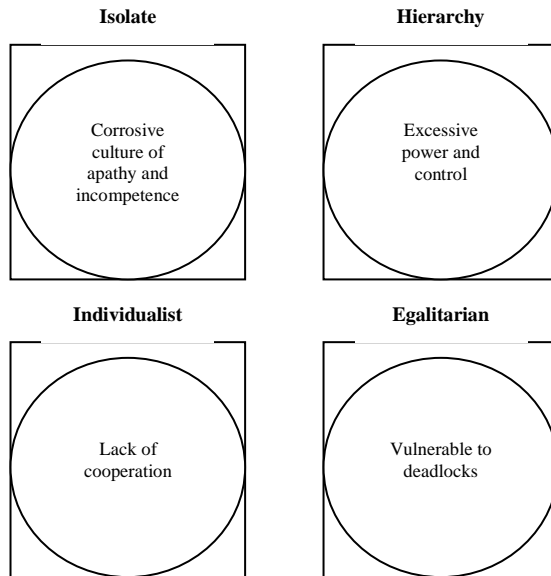 Isolate
Corrosive
culture of
apathy and
incompetence
Hierarchy
Excessive
power and
control
Individualist
Lack of
cooperation
Egalitarian
Vulnerable to
deadlocks